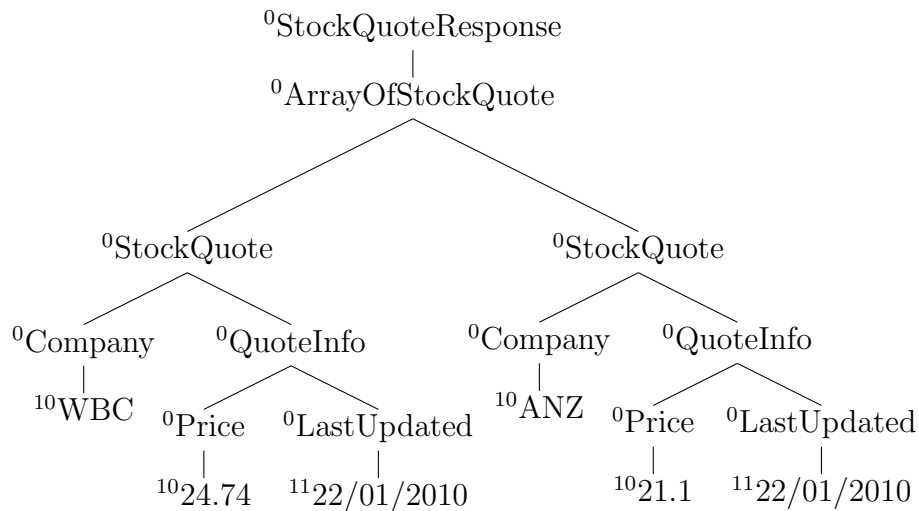 ⁰StockQuoteResponse
⁰ArrayOfStockQuote
⁰StockQuote ⁰StockQuote
⁰Company ⁰QuoteInfo ⁰Company ⁰QuoteInfo
¹⁰WBC ⁰Price ⁰LastUpdated ¹⁰ANZ ⁰Price ⁰LastUpdated
¹⁰24.74 ¹¹22/01/2010 ¹⁰21.1 ¹¹22/01/2010